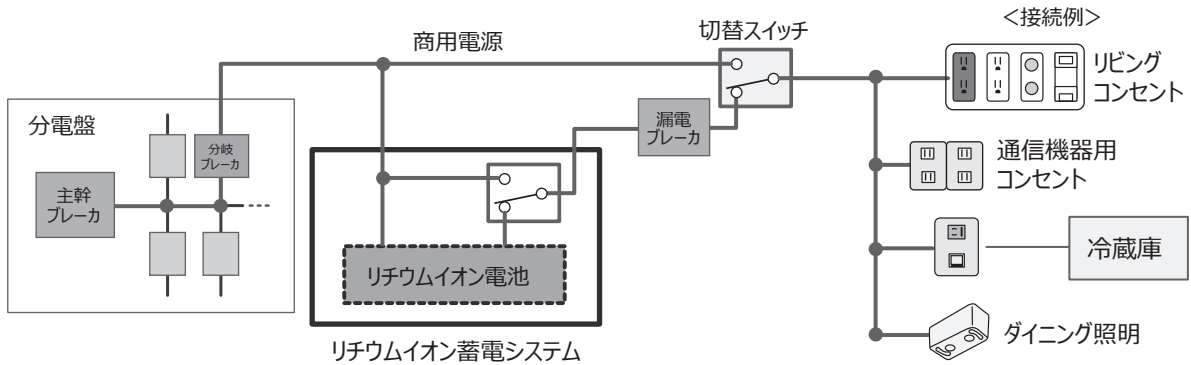 ＜接続例＞
切替スイッチ
商用電源
リビング
コンセント
分電盤
漏電
ブレーカ
分岐
ブレーカ
通信機器用
コンセント
主幹
ブレーカ
冷蔵庫
リチウムイオン電池
ダイニング照明
リチウムイオン蓄電システム